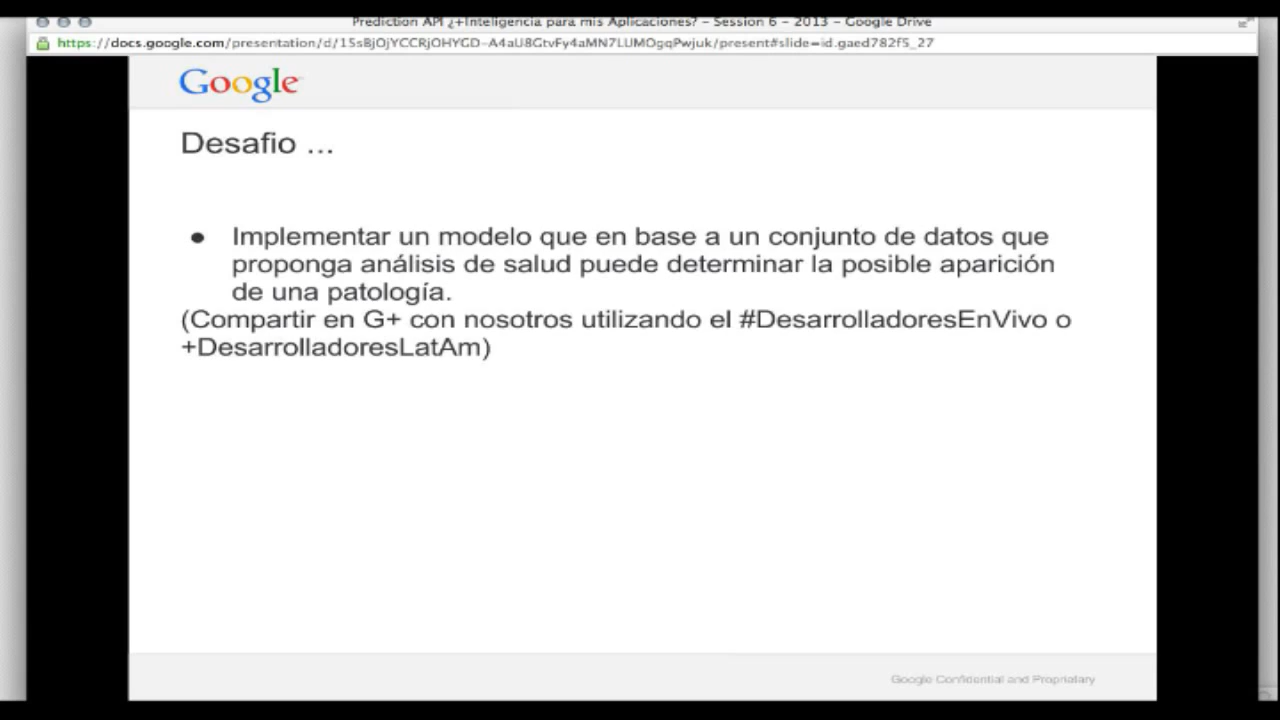 Prediction API ¿+Inteligencia para mis Aplicaciones? – Session 6 – 2013 – Google Drive
https://docs.google.com/presentation/d/15sBjOjYCCRjOHYGD-A4aU8GtvFy4aMN7LUMOgqPwjuk/present#slide=id.gaed782f5_27
Google
Desafio ...
● Implementar un modelo que en base a un conjunto de datos que
proponga análisis de salud puede determinar la posible aparición
de una patología.
(Compartir en G+ con nosotros utilizando el #DesarrolladoresEnVivo o
+DesarrolladoresLatAm)
Google Confidential and Proprietary